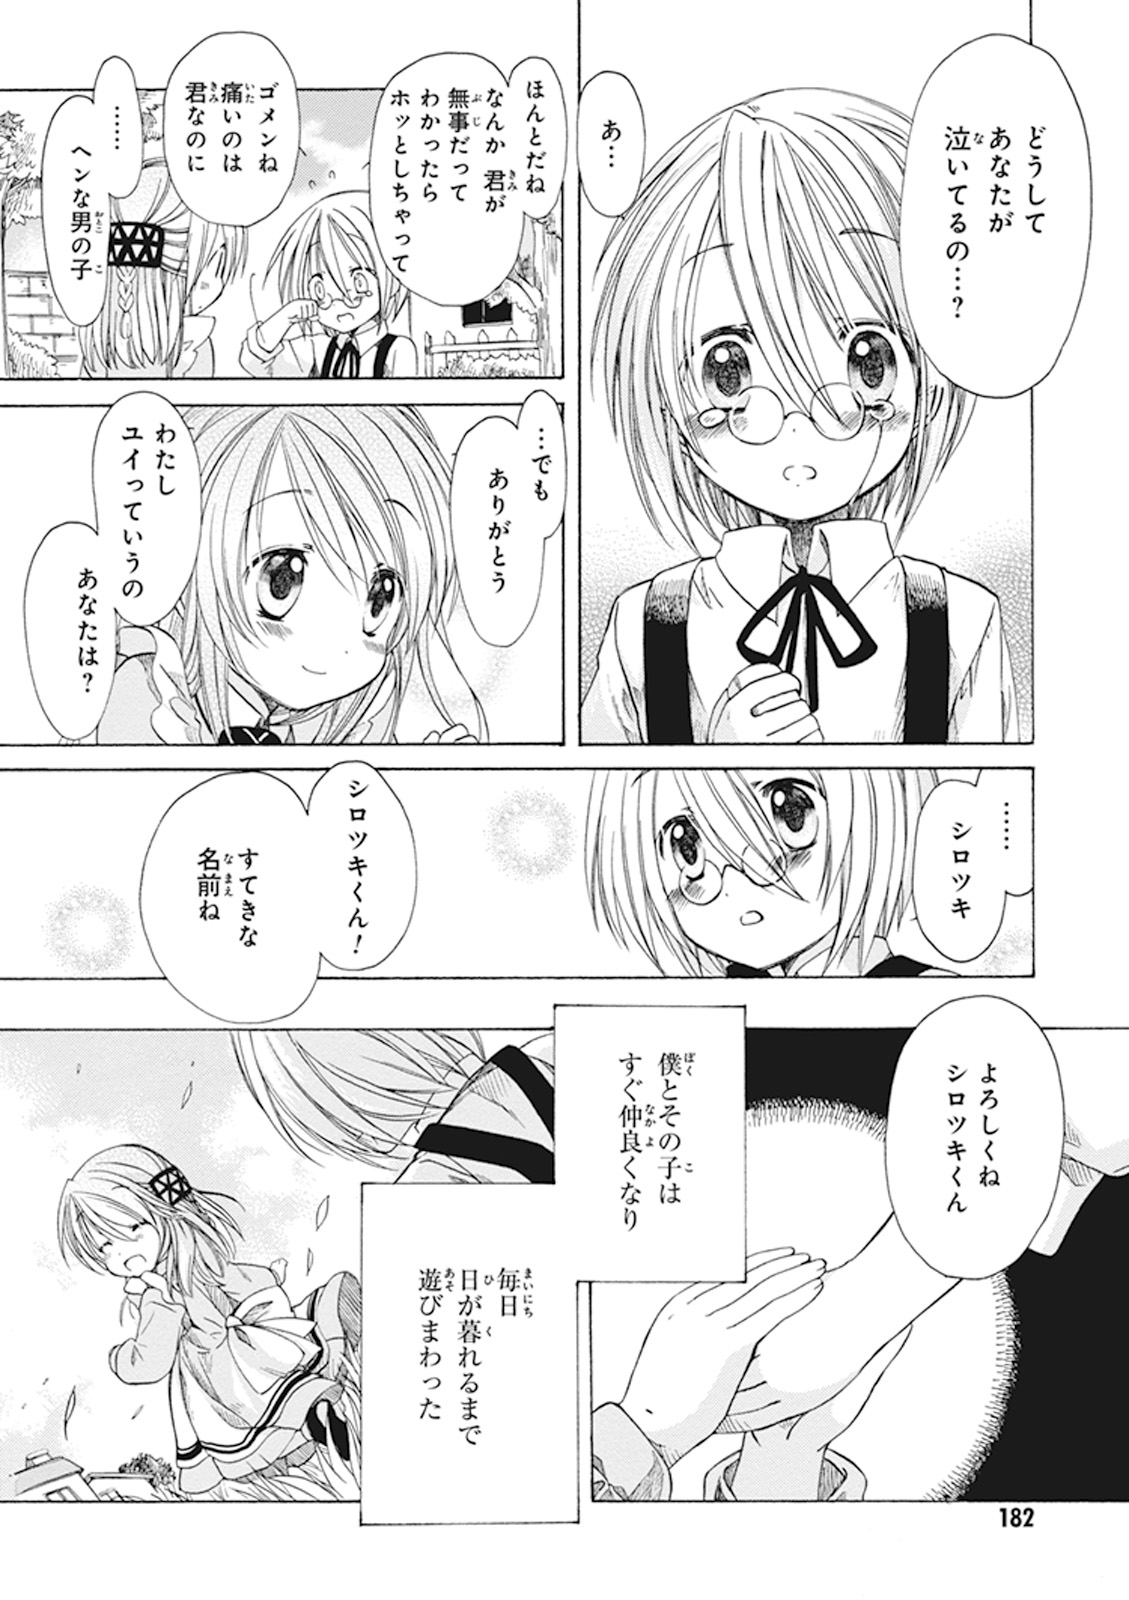 どうして
あなたが
泣いてるの…?
あ…
ほんとだね
なんか 君が
無事だって
わかったら
ホッとしちゃって
ゴメンね
痛いのは
君なのに
……
ヘンな男の子
…でも
ありがとう
わたし
ユイっていうの
あなたは?
……
シロツキ
シロツキくん!
すてきな
名前ね
よろしくね
シロツキくん
僕とその子は
すぐ仲良くなり
毎日
日が暮れるまで
遊びまわった
182